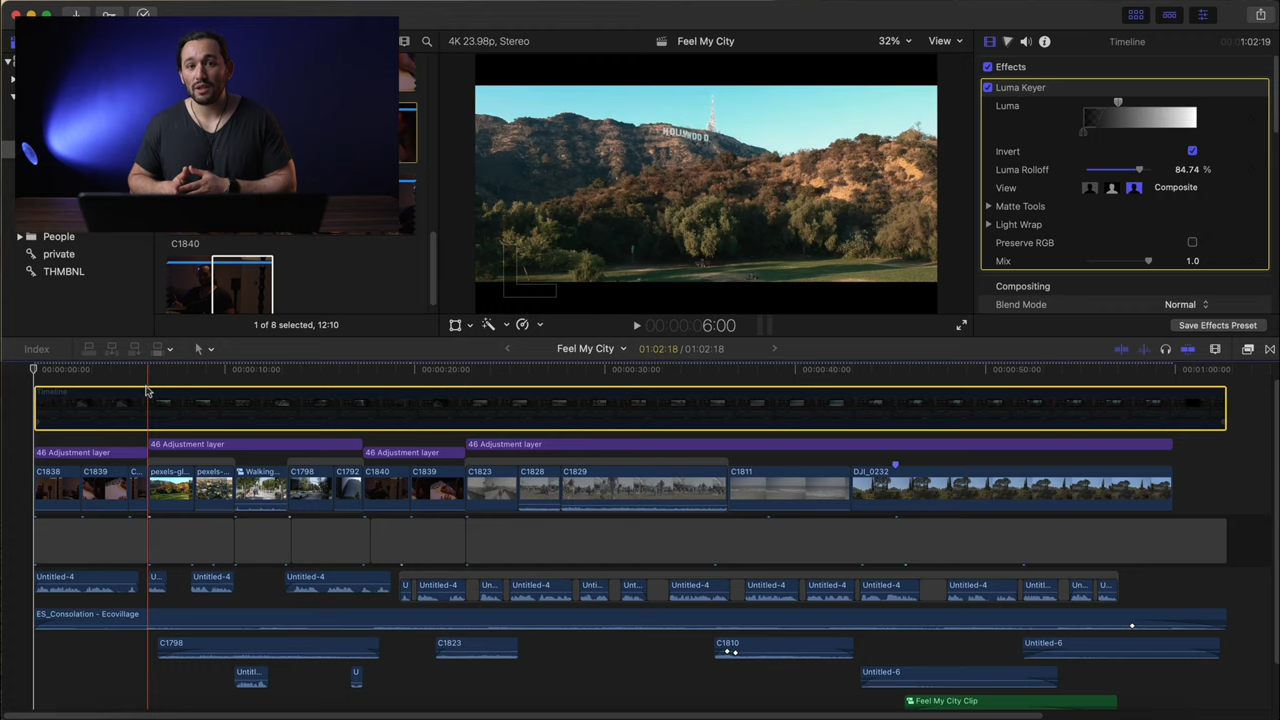 4K 23.98p, Stereo
Feel My City
32%
View
Timeline
1:02:19
Effects
Luma Keyer
Luma
Invert
Luma Rolloff
84.74 %
View
Composite
Matte Tools
Light Wrap
Preserve RGB
Mix
1.0
Compositing
Blend Mode
Normal
Save Effects Preset
HOLLYWOOD
People
private
THMBNL
C1840
1 of 8 selected, 12:10
00:00:00:06:00
Index
Feel My City
01:02:18 / 01:02:18
00:00:00:00
00:00:10:00
00:00:20:00
00:00:30:00
00:00:40:00
00:00:50:00
00:01:00:00
Timeline
46 Adjustment layer
46 Adjustment layer
46 Adjustment layer
46 Adjustment layer
C1838
C1839
C...
pexels-gl...
pexels-...
Walking...
C1798
C1792
C1840
C1839
C1823
C1828
C1829
C1811
DJI_0232
Untitled-4
U...
Untitled-4
Untitled-4
U
Untitled-4
Un...
Untitled-4
Unti...
Unt...
Untitled-4
Untitled-4
Untitled-4
Untitled-4
Untitled-4
Untitl...
Un...
U...
ES_Consolation - Ecovillage
C1798
C1823
C1810
Untitled-6
Untitl...
U
Untitled-6
Feel My City Clip